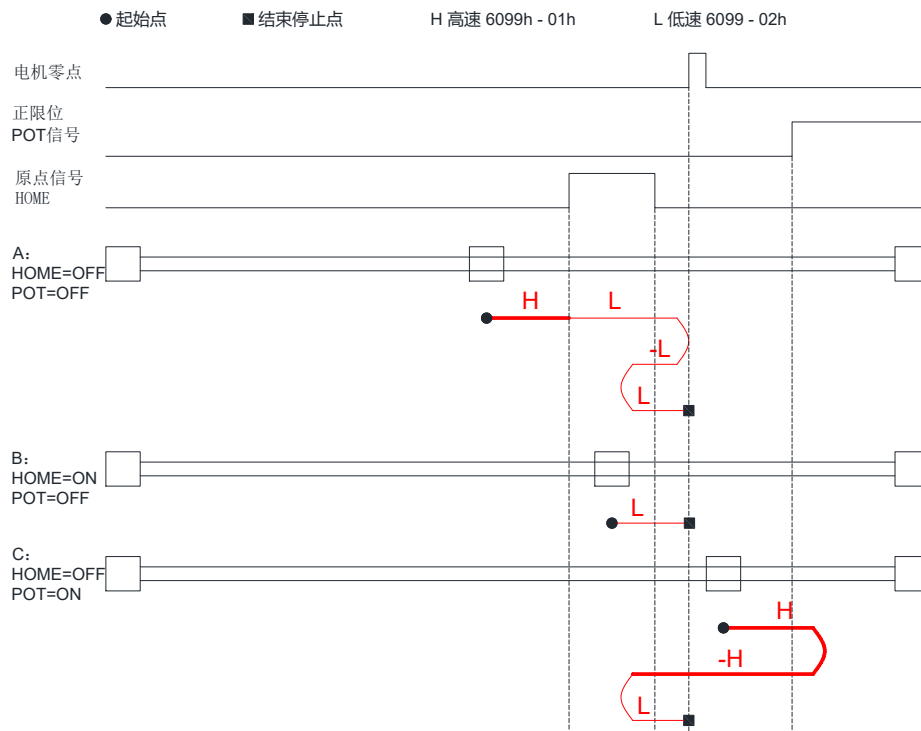 起始点 结束停止点 H 高速 6099h - 01h L 低速 6099 - 02h
电机零点
正限位
POT信号
原点信号
HOME
A:
HOME=OFF
POT=OFF
H L
-L
L
B:
HOME=ON
POT=OFF
L
C:
HOME=OFF
POT=ON
H
-H
L